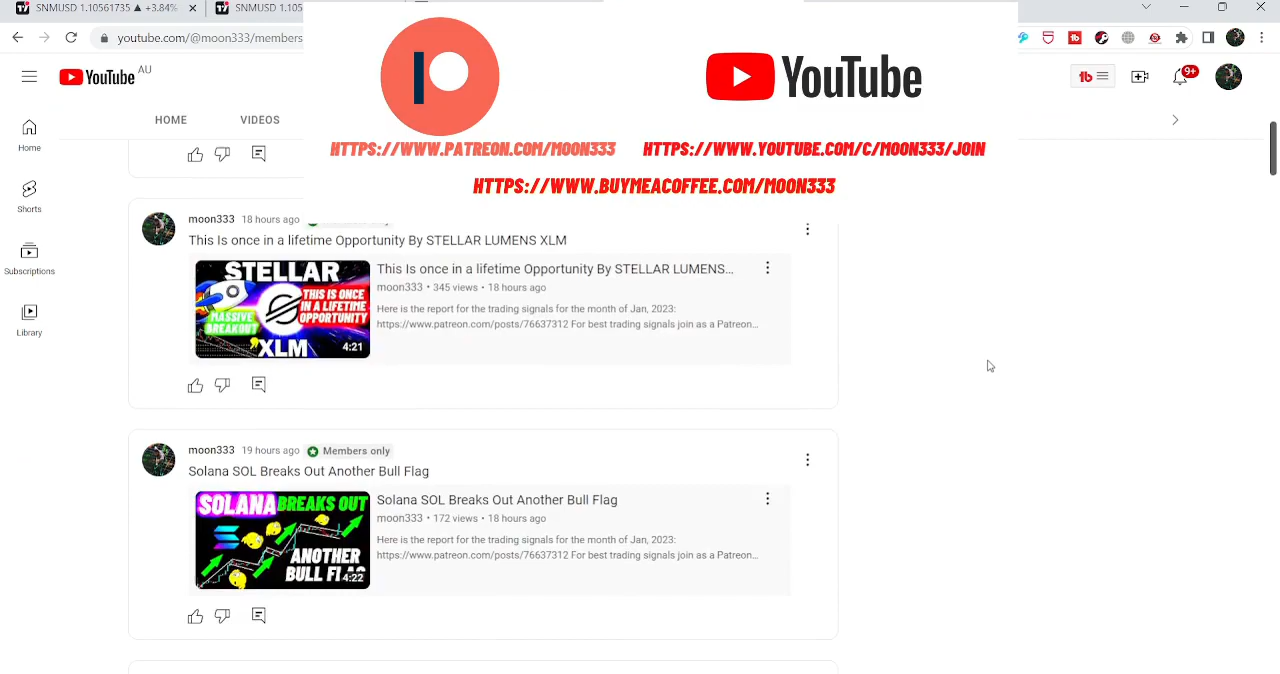 SNMUSD 1.10561735 ▲ +3.84%
SNMUSD 1.105
youtube.com/@moon333/members
YouTube AU
9+
YouTube
HTTPS://WWW.PATREON.COM/MOON333
HTTPS://WWW.YOUTUBE.COM/C/MOON333/JOIN
HTTPS://WWW.BUYMEACOFFEE.COM/MOON333
HOME
VIDEOS
Home
Shorts
Subscriptions
Library
moon333 18 hours ago
This Is once in a lifetime Opportunity By STELLAR LUMENS XLM
STELLAR
THIS IS ONCE
IN A LIFETIME
OPPORTUNITY
MASSIVE
BREAKOUT
XLM
4:21
This Is once in a lifetime Opportunity By STELLAR LUMENS...
moon333 • 345 views • 18 hours ago
Here is the report for the trading signals for the month of Jan, 2023:
https://www.patreon.com/posts/76637312 For best trading signals join as a Patreon...
moon333 19 hours ago Members only
Solana SOL Breaks Out Another Bull Flag
SOLANA BREAKS OUT
ANOTHER
BULL
4:22
Solana SOL Breaks Out Another Bull Flag
moon333 • 172 views • 18 hours ago
Here is the report for the trading signals for the month of Jan, 2023:
https://www.patreon.com/posts/76637312 For best trading signals join as a Patreon...